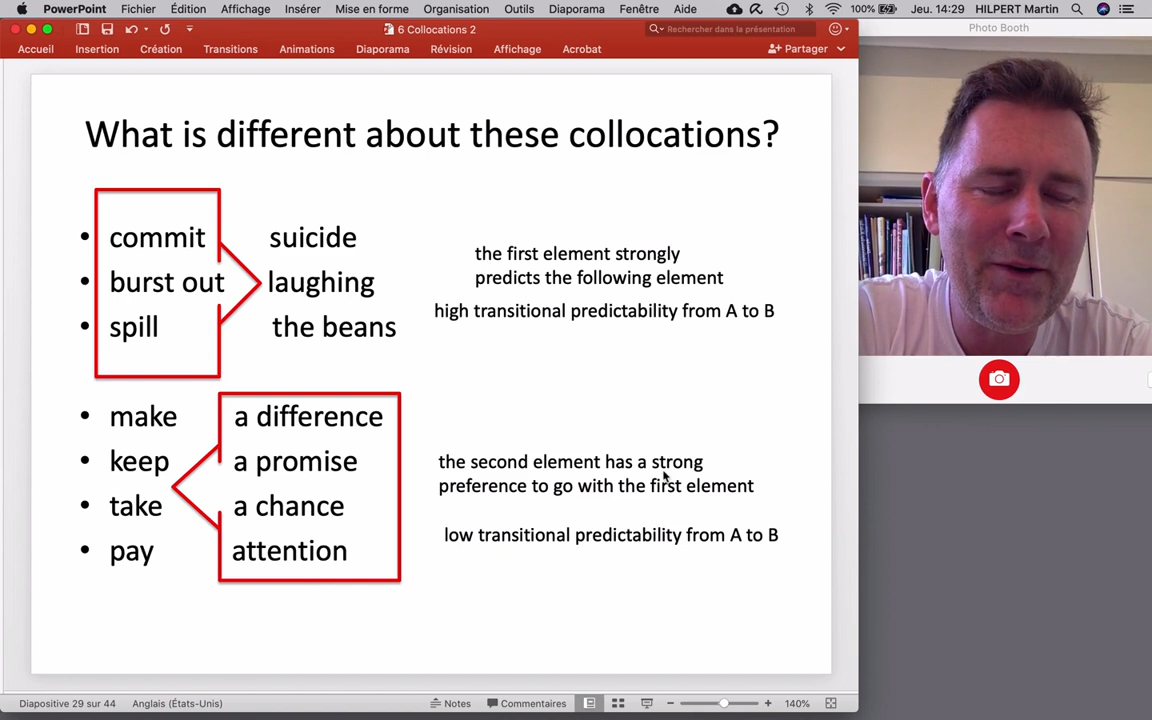 PowerPoint Fichier Édition Affichage Insérer Mise en forme Organisation Outils Diaporama Fenêtre Aide 100% Jeu. 14:29 HILPERT Martin
6 Collocations 2
Rechercher dans la présentation
Photo Booth
Accueil Insertion Création Transitions Animations Diaporama Révision Affichage Acrobat Partager
What is different about these collocations?
• commit suicide
• burst out laughing
• spill the beans
the first element strongly
predicts the following element
high transitional predictability from A to B
• make a difference
• keep a promise
• take a chance
• pay attention
the second element has a strong
preference to go with the first element
low transitional predictability from A to B
Diapositive 29 sur 44 Anglais (États-Unis) Notes Commentaires 140%